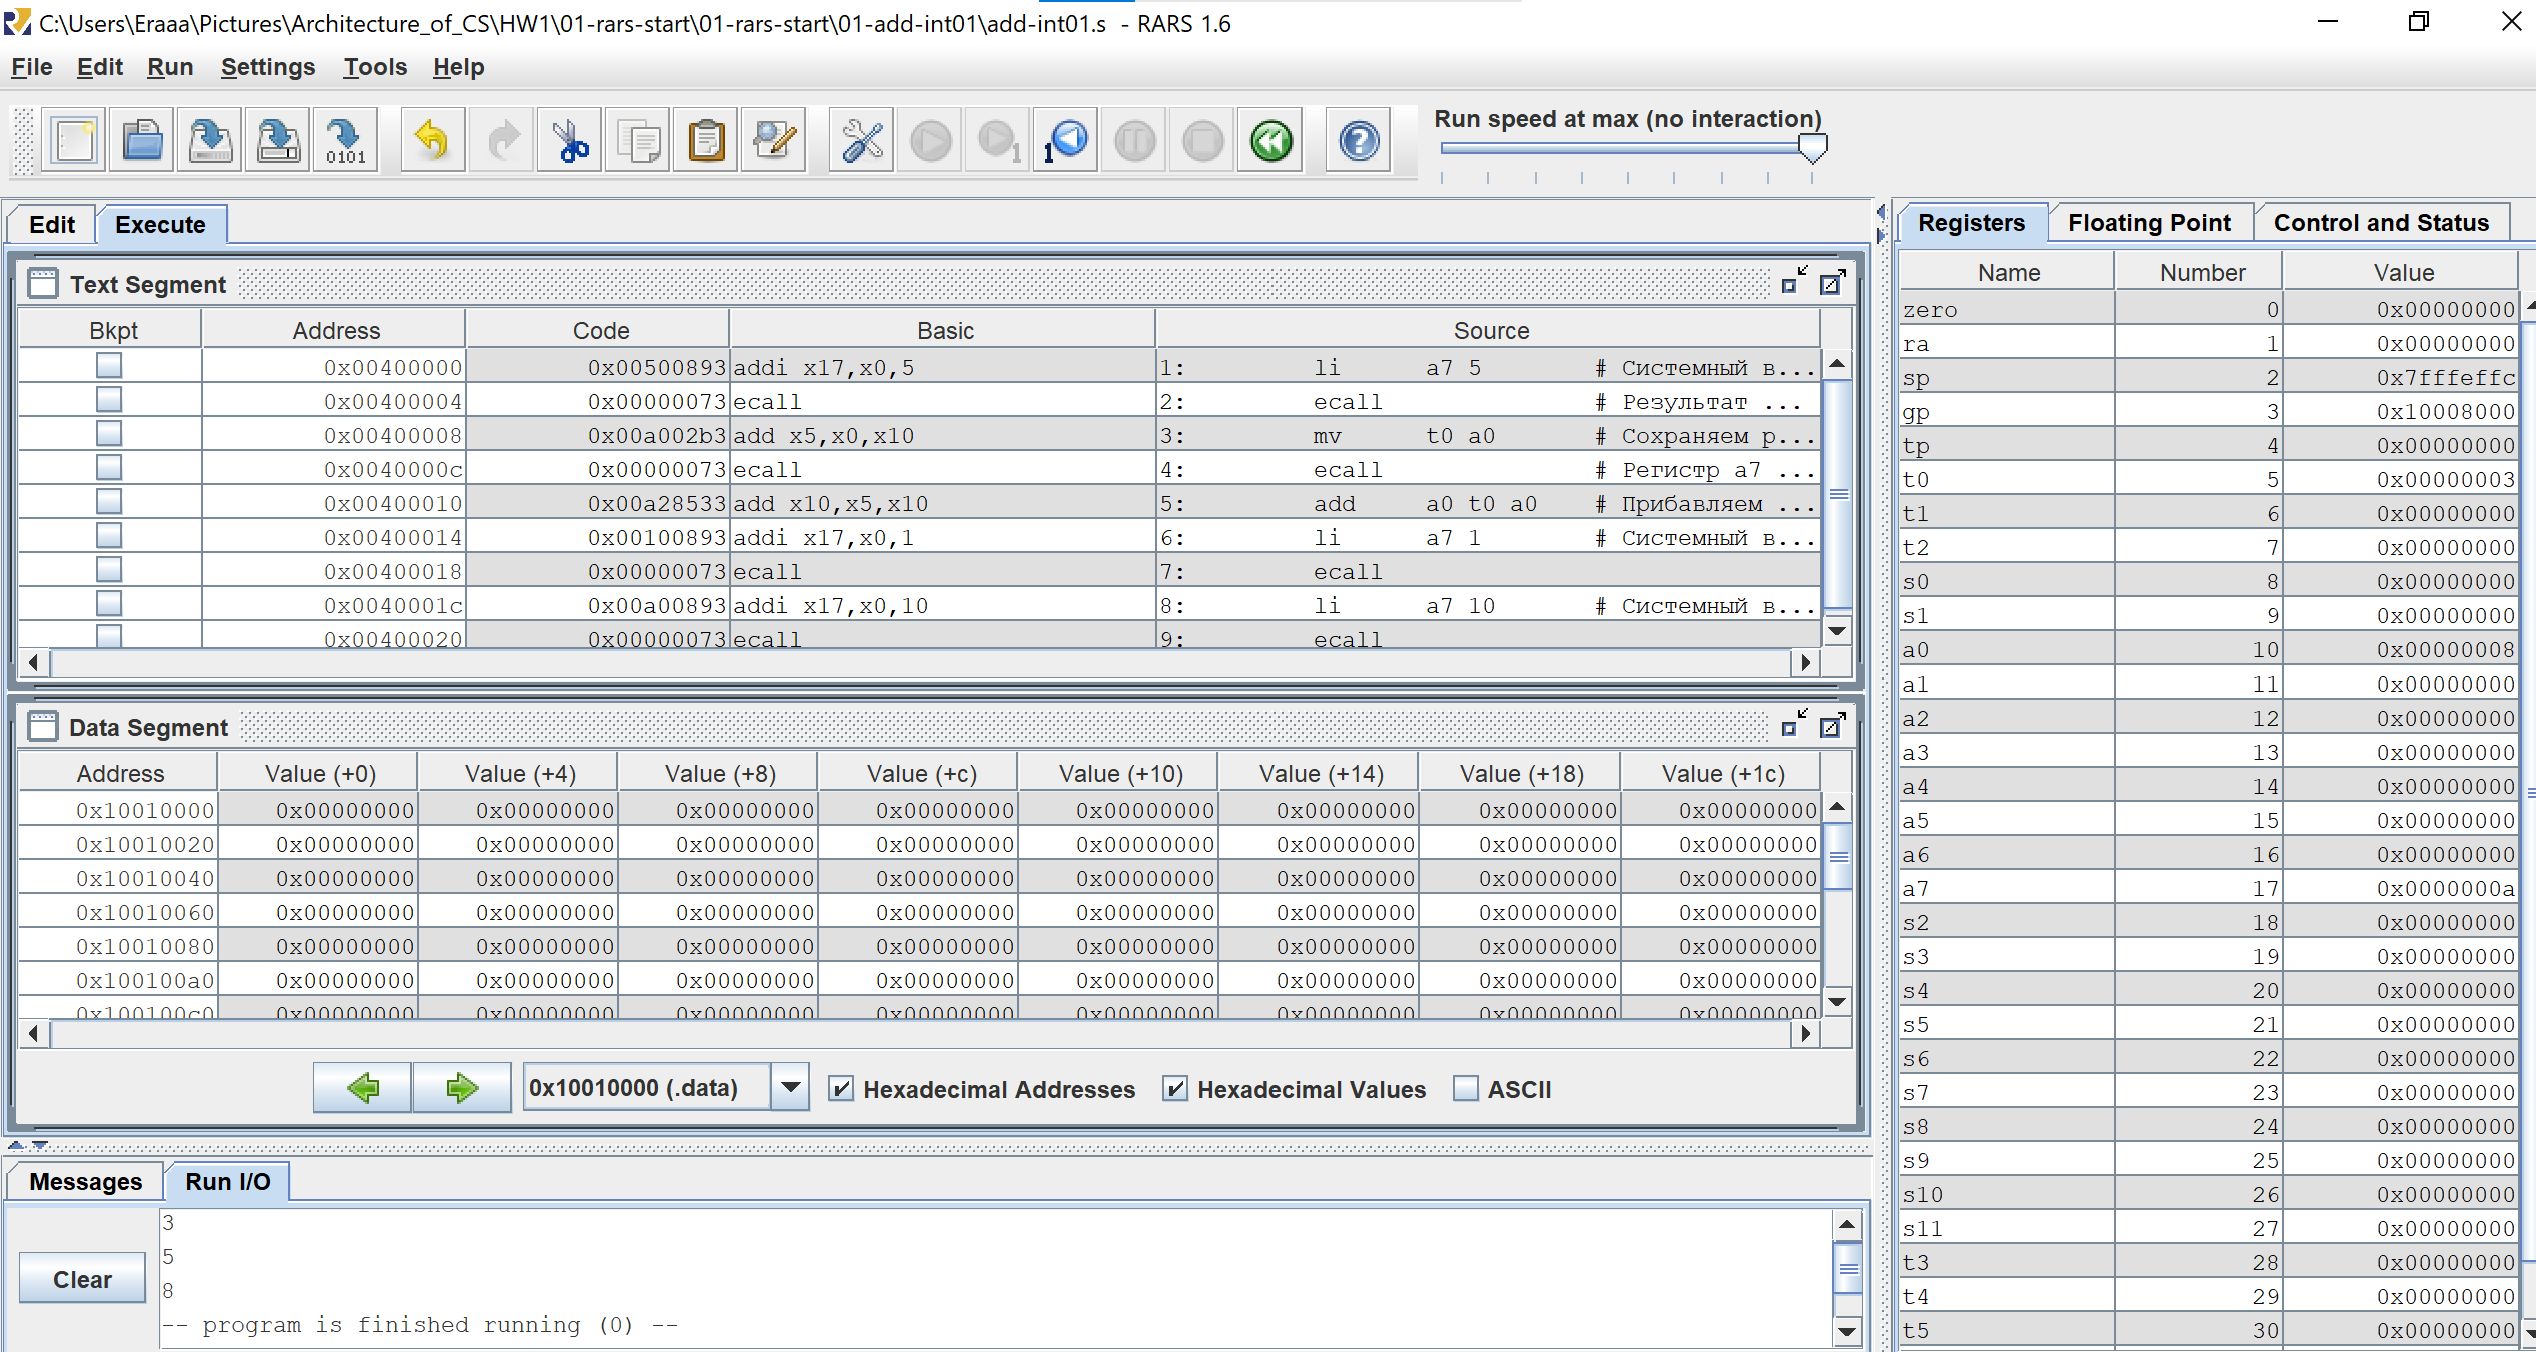 C:\Users\Eraaa\Pictures\Architecture_of_CS\HW1\01-rars-start\01-rars-start\01-add-int01\add-int01.s - RARS 1.6
File Edit Run Settings Tools Help
0101 1 1 ?
Run speed at max (no interaction)
Edit Execute
Text Segment
Bkpt Address Code Basic Source
0x00400000 0x00500893 addi x17,x0,5 1: li a7 5 # Системный в...
0x00400004 0x00000073 ecall 2: ecall # Результат ...
0x00400008 0x00a002b3 add x5,x0,x10 3: mv t0 a0 # Сохраняем р...
0x0040000c 0x00000073 ecall 4: ecall # Регистр a7 ...
0x00400010 0x00a28533 add x10,x5,x10 5: add a0 t0 a0 # Прибавляем ...
0x00400014 0x00100893 addi x17,x0,1 6: li a7 1 # Системный в...
0x00400018 0x00000073 ecall 7: ecall
0x0040001c 0x00a00893 addi x17,x0,10 8: li a7 10 # Системный в...
0x00400020 0x00000073 ecall 9: ecall
Data Segment
Address Value (+0) Value (+4) Value (+8) Value (+c) Value (+10) Value (+14) Value (+18) Value (+1c)
0x10010000 0x00000000 0x00000000 0x00000000 0x00000000 0x00000000 0x00000000 0x00000000 0x00000000
0x10010020 0x00000000 0x00000000 0x00000000 0x00000000 0x00000000 0x00000000 0x00000000 0x00000000
0x10010040 0x00000000 0x00000000 0x00000000 0x00000000 0x00000000 0x00000000 0x00000000 0x00000000
0x10010060 0x00000000 0x00000000 0x00000000 0x00000000 0x00000000 0x00000000 0x00000000 0x00000000
0x10010080 0x00000000 0x00000000 0x00000000 0x00000000 0x00000000 0x00000000 0x00000000 0x00000000
0x100100a0 0x00000000 0x00000000 0x00000000 0x00000000 0x00000000 0x00000000 0x00000000 0x00000000
0x100100c0 0x00000000 0x00000000 0x00000000 0x00000000 0x00000000 0x00000000 0x00000000 0x00000000
0x10010000 (.data) Hexadecimal Addresses Hexadecimal Values ASCII
Messages Run I/O
Clear
3
5
8
-- program is finished running (0) --
Registers Floating Point Control and Status
Name Number Value
zero 0 0x00000000
ra 1 0x00000000
sp 2 0x7fffeffc
gp 3 0x10008000
tp 4 0x00000000
t0 5 0x00000003
t1 6 0x00000000
t2 7 0x00000000
s0 8 0x00000000
s1 9 0x00000000
a0 10 0x00000008
a1 11 0x00000000
a2 12 0x00000000
a3 13 0x00000000
a4 14 0x00000000
a5 15 0x00000000
a6 16 0x00000000
a7 17 0x0000000a
s2 18 0x00000000
s3 19 0x00000000
s4 20 0x00000000
s5 21 0x00000000
s6 22 0x00000000
s7 23 0x00000000
s8 24 0x00000000
s9 25 0x00000000
s10 26 0x00000000
s11 27 0x00000000
t3 28 0x00000000
t4 29 0x00000000
t5 30 0x00000000